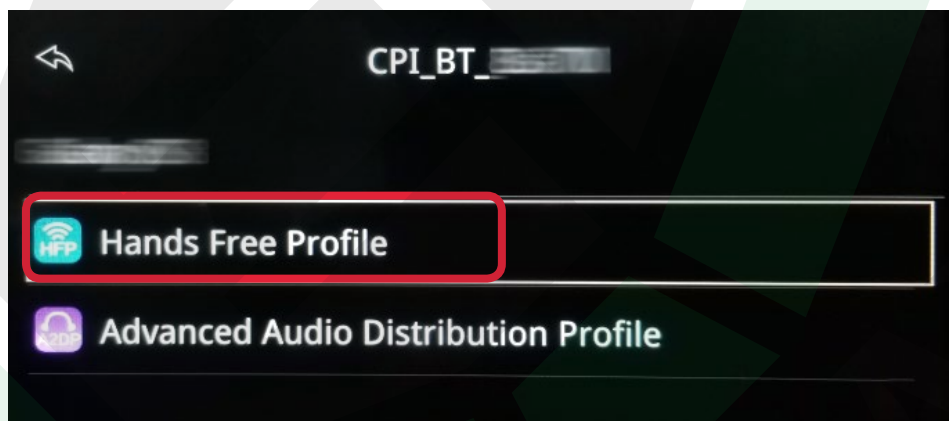 CPI_BT_
HFP
Hands Free Profile
A2DP
Advanced Audio Distribution Profile